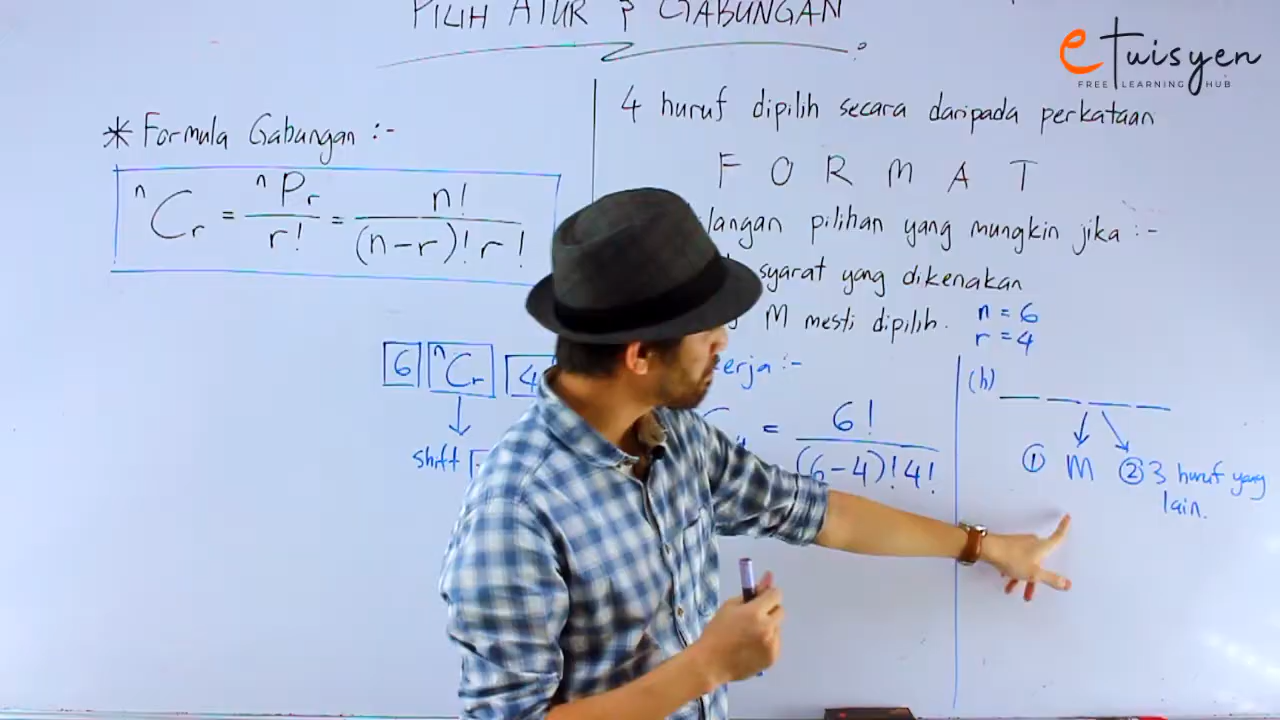 PILIH ATUR & GABUNGAN
e Tuisyen
FREE LEARNING HUB
* Formula Gabungan :-
nCr = nPr / r! = n! / (n-r)! r!
6 nCr 4
shift
4 huruf dipilih secara daripada perkataan
F O R M A T
langan pilihan yang mungkin jika :-
syarat yang dikenakan
M mesti dipilih.
n = 6
r = 4
erja :-
= 6! / (6-4)! 4!
(h)
① M ② 3 huruf yang
lain.